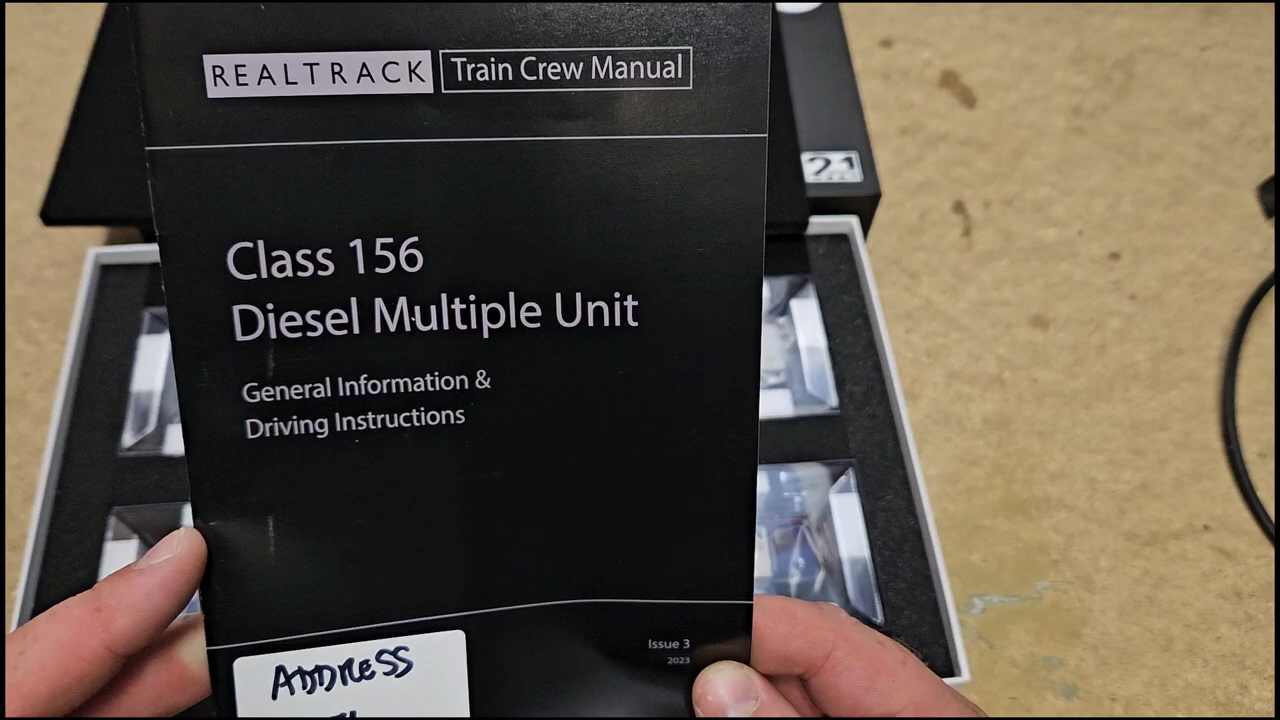 REALTRACK Train Crew Manual
21
Class 156
Diesel Multiple Unit
General Information &
Driving Instructions
Issue 3
2023
ADDRESS